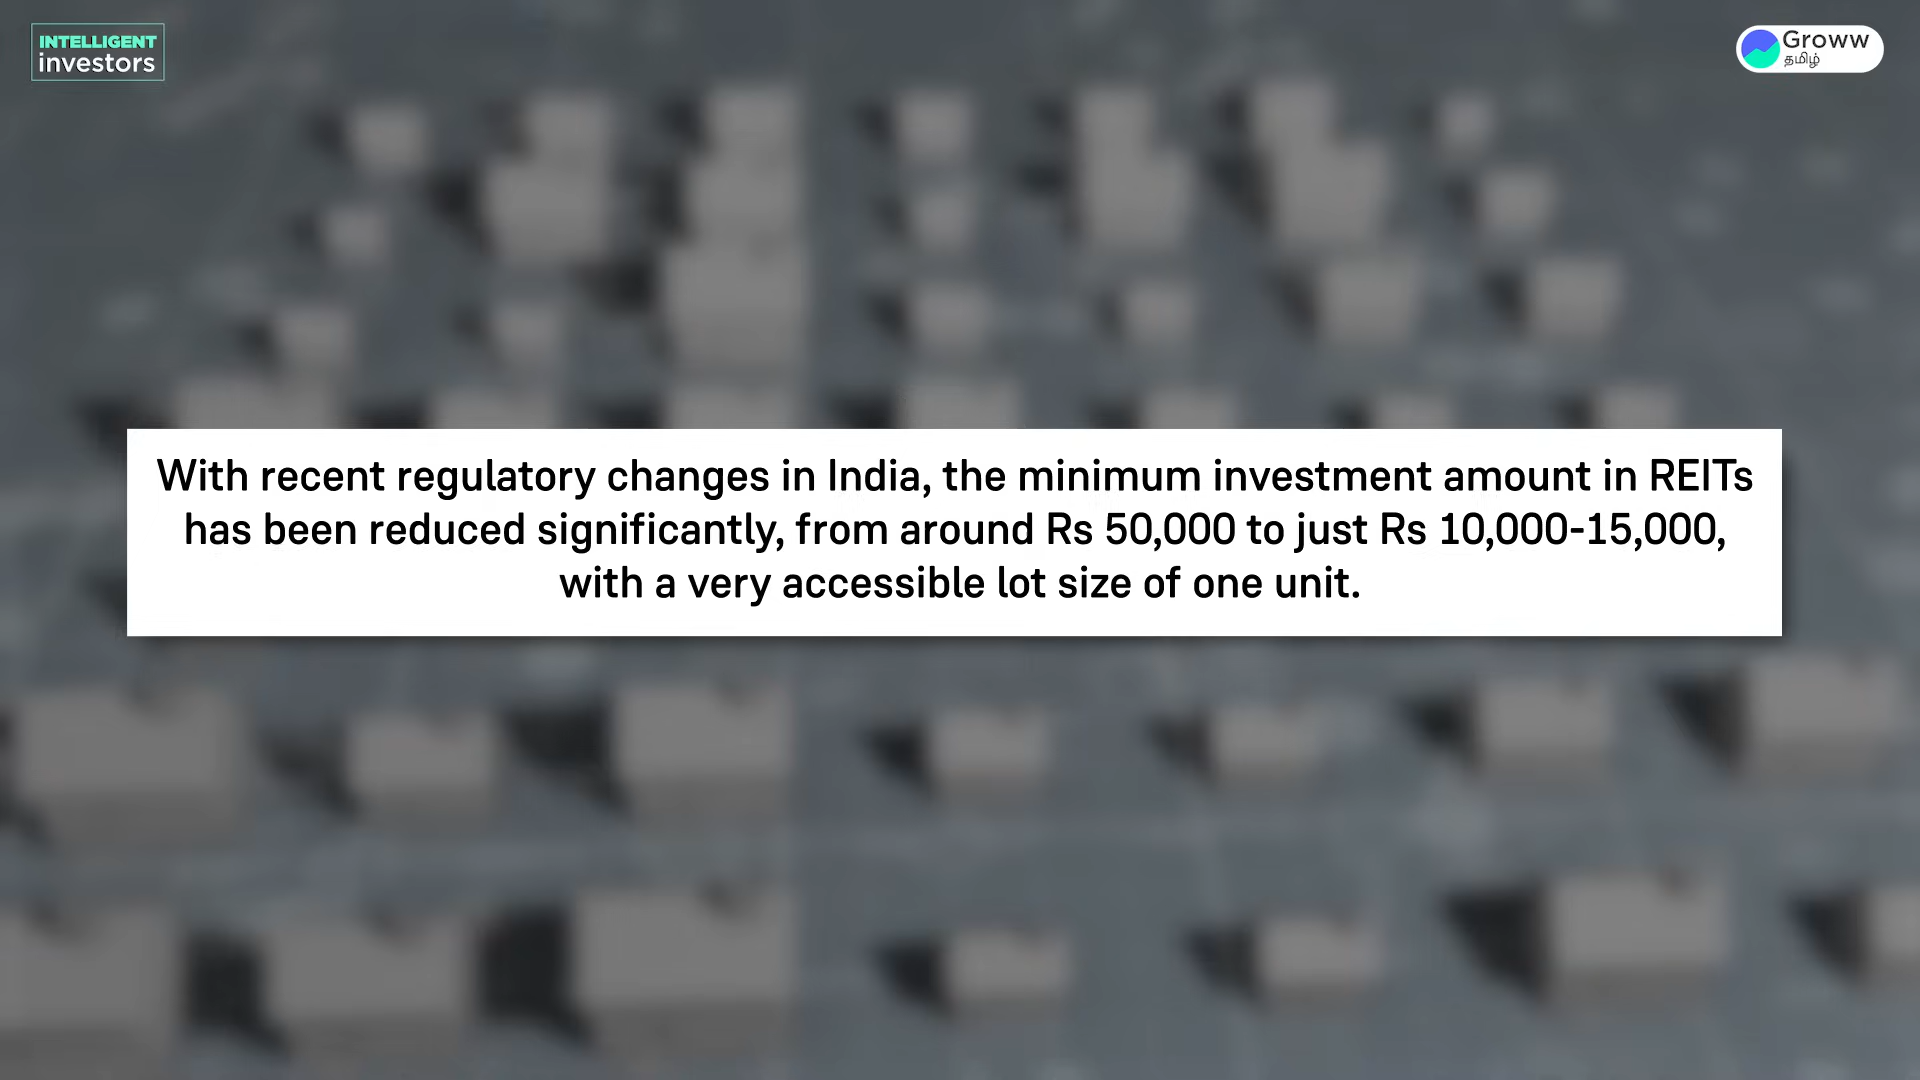 INTELLIGENT
investors
Groww
தமிழ்
With recent regulatory changes in India, the minimum investment amount in REITs
has been reduced significantly, from around Rs 50,000 to just Rs 10,000-15,000,
with a very accessible lot size of one unit.